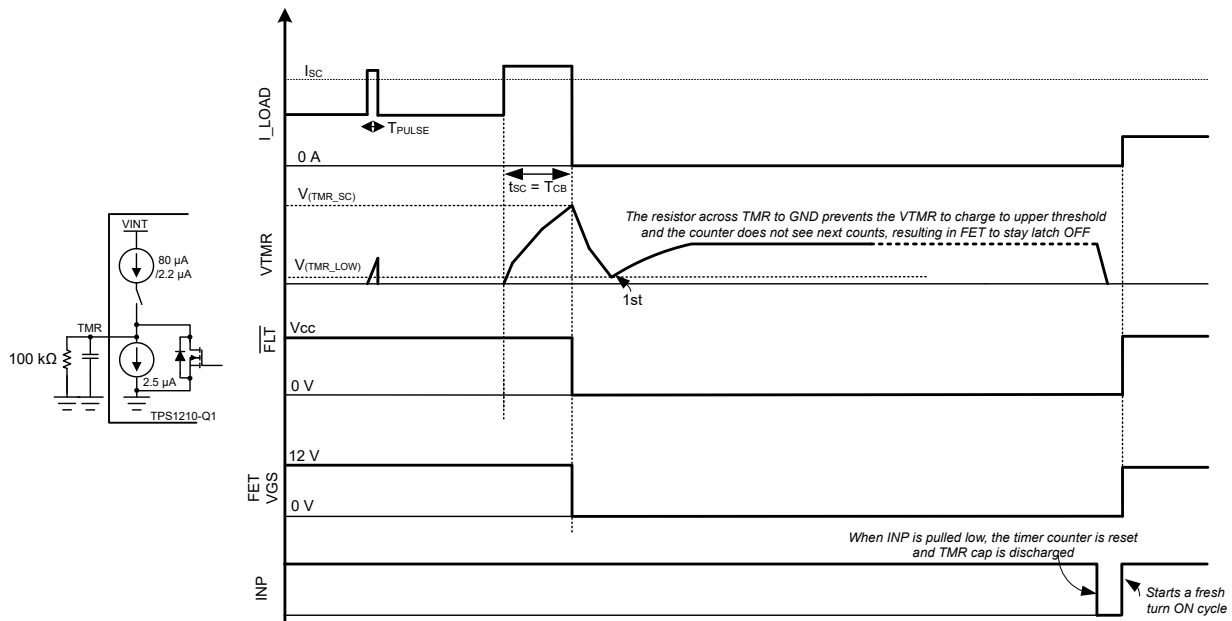 I_LOAD
ISC
TPULSE
0 A
tSC = TCB
VTMR
V(TMR_SC)
The resistor across TMR to GND prevents the VTMR to charge to upper threshold
and the counter does not see next counts, resulting in FET to stay latch OFF
V(TMR_LOW)
1st
VINT
80 µA
/2.2 µA
TMR
100 kΩ
2.5 µA
TPS1210-Q1
FLT
Vcc
0 V
FET
VGS
12 V
0 V
When INP is pulled low, the timer counter is reset
and TMR cap is discharged
INP
Starts a fresh
turn ON cycle